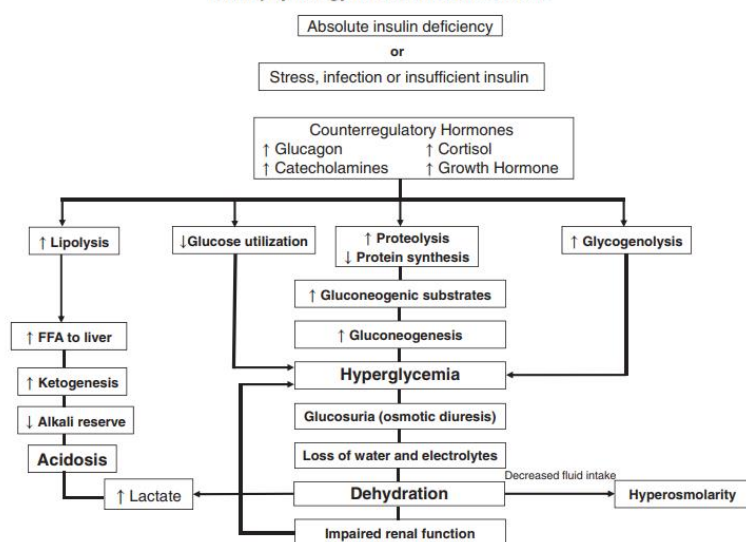 Absolute insulin deficiency
or
Stress, infection or insufficient insulin
Counterregulatory Hormones
↑ Glucagon ↑ Cortisol
↑ Catecholamines ↑ Growth Hormone
↑ Lipolysis
↓Glucose utilization
↑ Proteolysis
↓ Protein synthesis
↑ Glycogenolysis
↑ Gluconeogenic substrates
↑ FFA to liver
↑ Gluconeogenesis
↑ Ketogenesis
Hyperglycemia
↓ Alkali reserve
Glucosuria (osmotic diuresis)
Acidosis
Loss of water and electrolytes
Decreased fluid intake
↑ Lactate
Dehydration
Hyperosmolarity
Impaired renal function